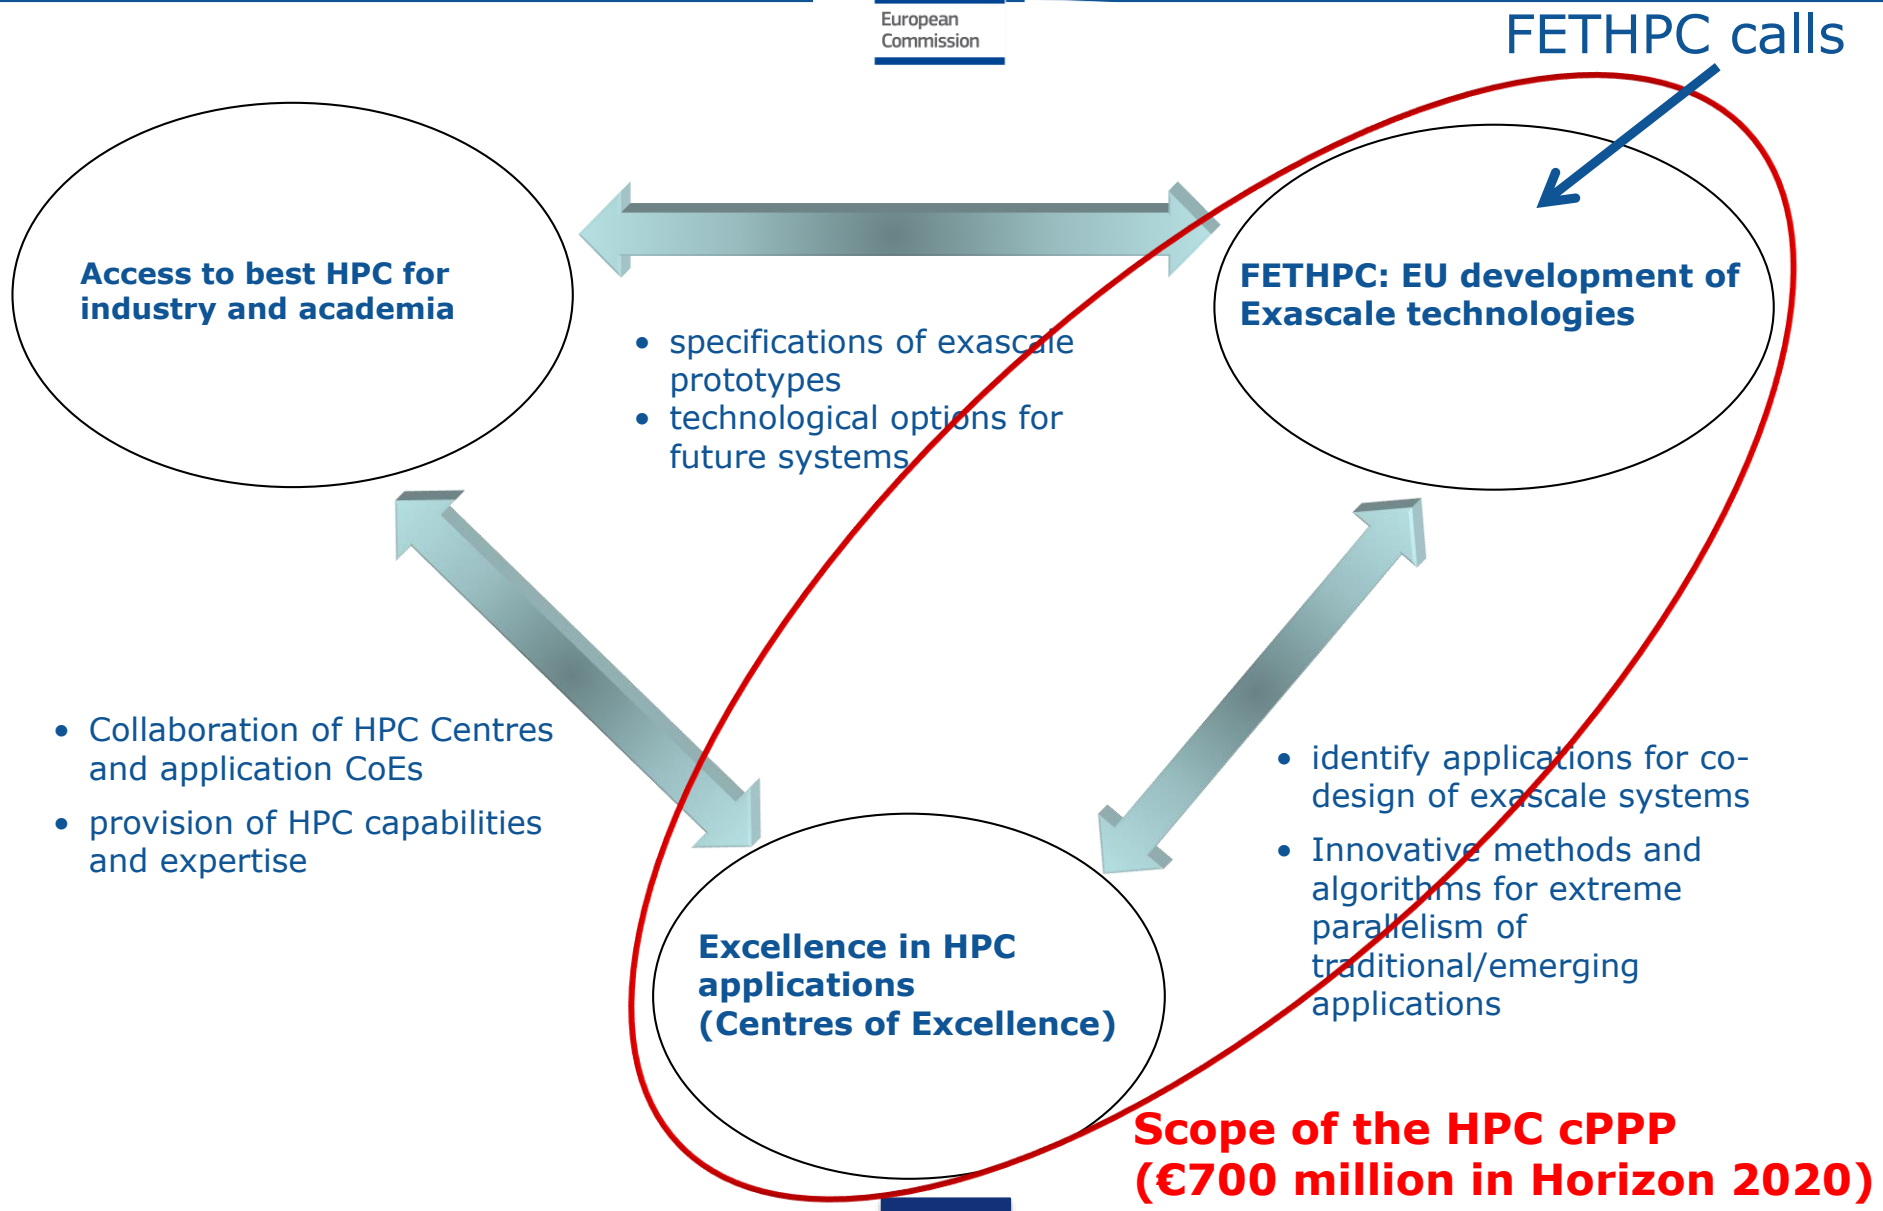 European
Commission
FETHPC calls
Access to best HPC for
industry and academia
FETHPC: EU development of
Exascale technologies
• specifications of exascale
prototypes
• technological options for
future systems
• Collaboration of HPC Centres
and application CoEs
• provision of HPC capabilities
and expertise
• identify applications for co-
design of exascale systems
• Innovative methods and
algorithms for extreme
parallelism of
traditional/emerging
applications
Excellence in HPC
applications
(Centres of Excellence)
Scope of the HPC cPPP
(€700 million in Horizon 2020)